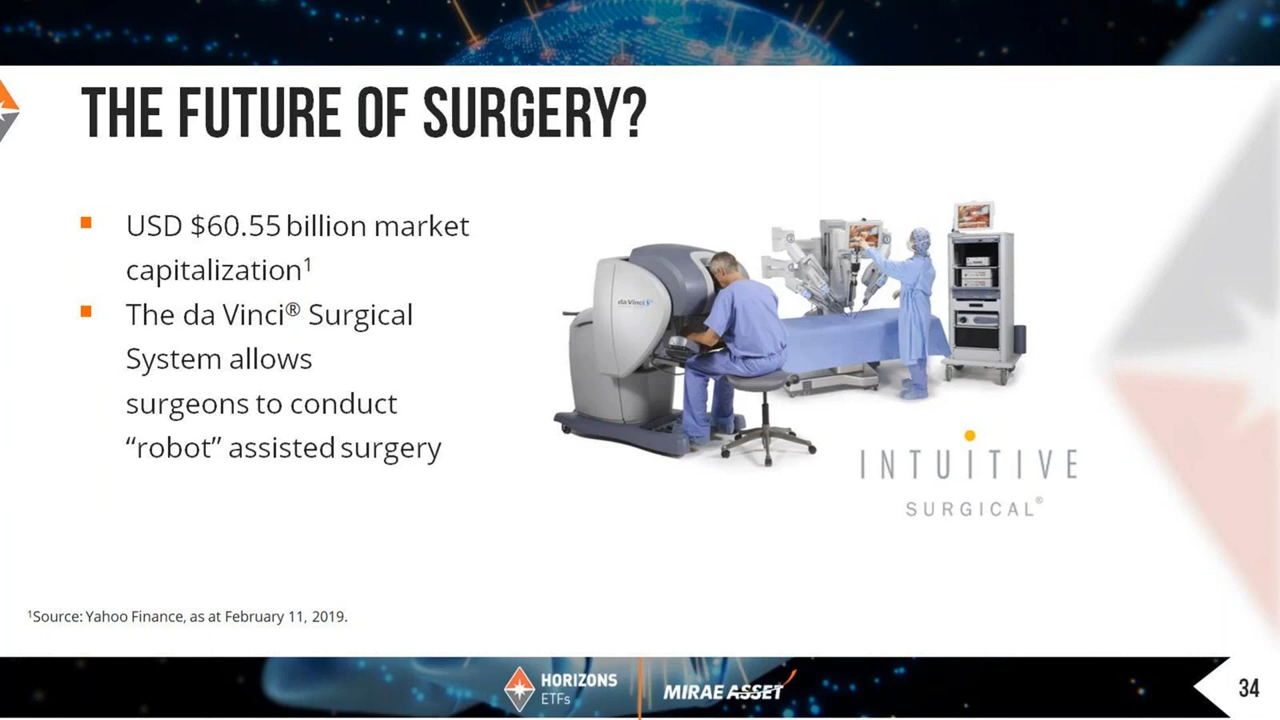 THE FUTURE OF SURGERY?
▪ USD $60.55 billion market
capitalization¹
▪ The da Vinci® Surgical
System allows
surgeons to conduct
“robot” assisted surgery
da Vinci S
INTUITIVE
SURGICAL®
¹Source: Yahoo Finance, as at February 11, 2019.
HORIZONS
ETFs
MIRAE ASSET
34